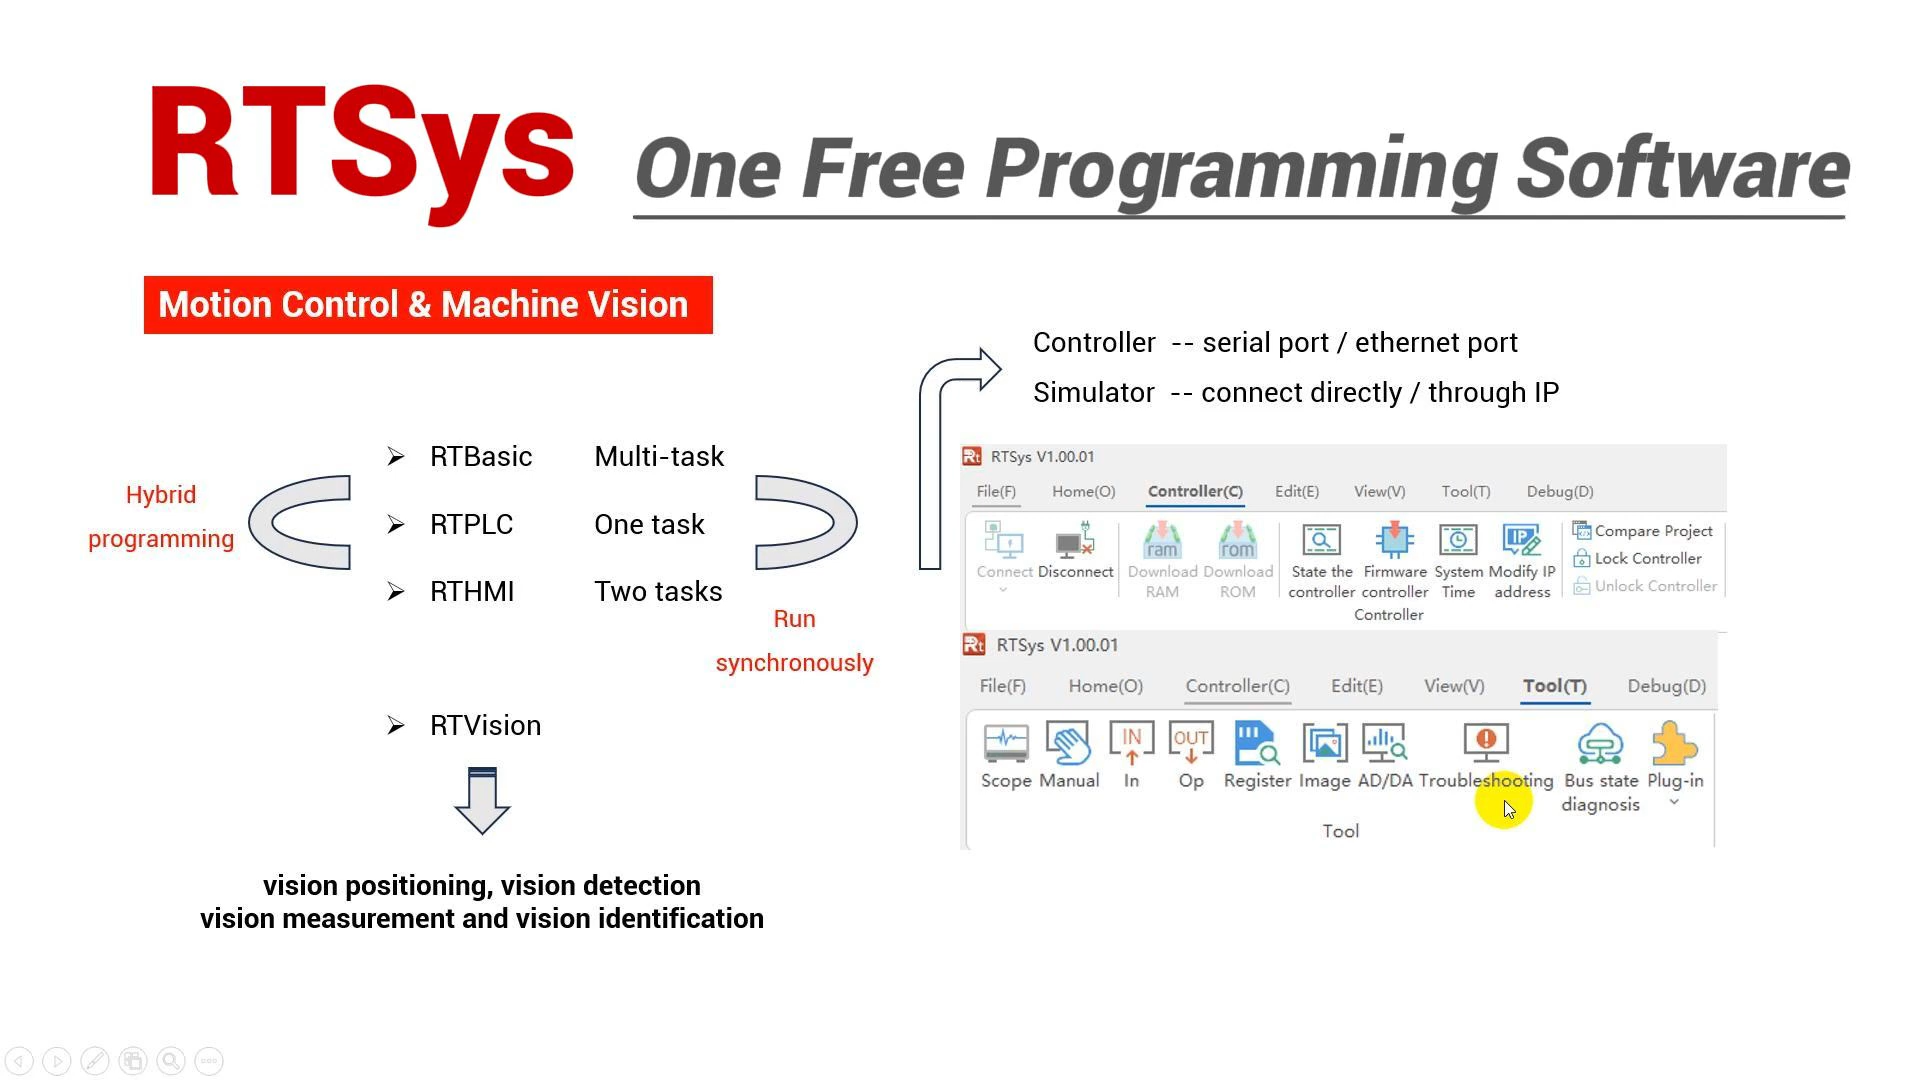 RTSys One Free Programming Software
Motion Control & Machine Vision
Hybrid
programming
RTBasic Multi-task
RTPLC One task
RTHMI Two tasks
Run
synchronously
RTVision
vision positioning, vision detection
vision measurement and vision identification
Controller -- serial port / ethernet port
Simulator -- connect directly / through IP
Rt RTSys V1.00.01
File(F) Home(O) Controller(C) Edit(E) View(V) Tool(T) Debug(D)
ram rom IP
Connect Disconnect Download RAM Download ROM State the controller Firmware controller System Time Modify IP address
Compare Project
Lock Controller
Unlock Controller
Controller
Rt RTSys V1.00.01
File(F) Home(O) Controller(C) Edit(E) View(V) Tool(T) Debug(D)
IN OUT
Scope Manual In Op Register Image AD/DA Troubleshooting Bus state diagnosis Plug-in
Tool